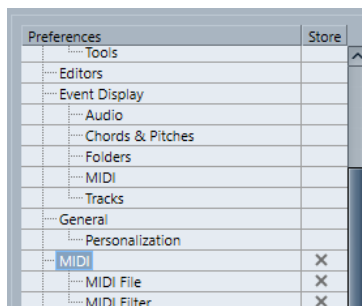 Preferences Store
Tools
Editors
Event Display
Audio
Chords & Pitches
Folders
MIDI
Tracks
General
Personalization
MIDI
MIDI File
MIDI Filter